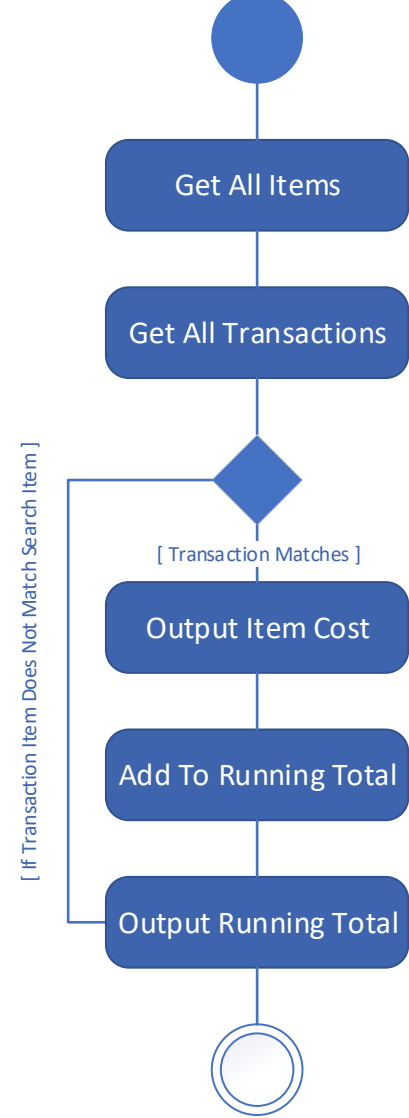 Get All Items
Get All Transactions
[ If Transaction Item Does Not Match Search Item ]
[ Transaction Matches ]
Output Item Cost
Add To Running Total
Output Running Total